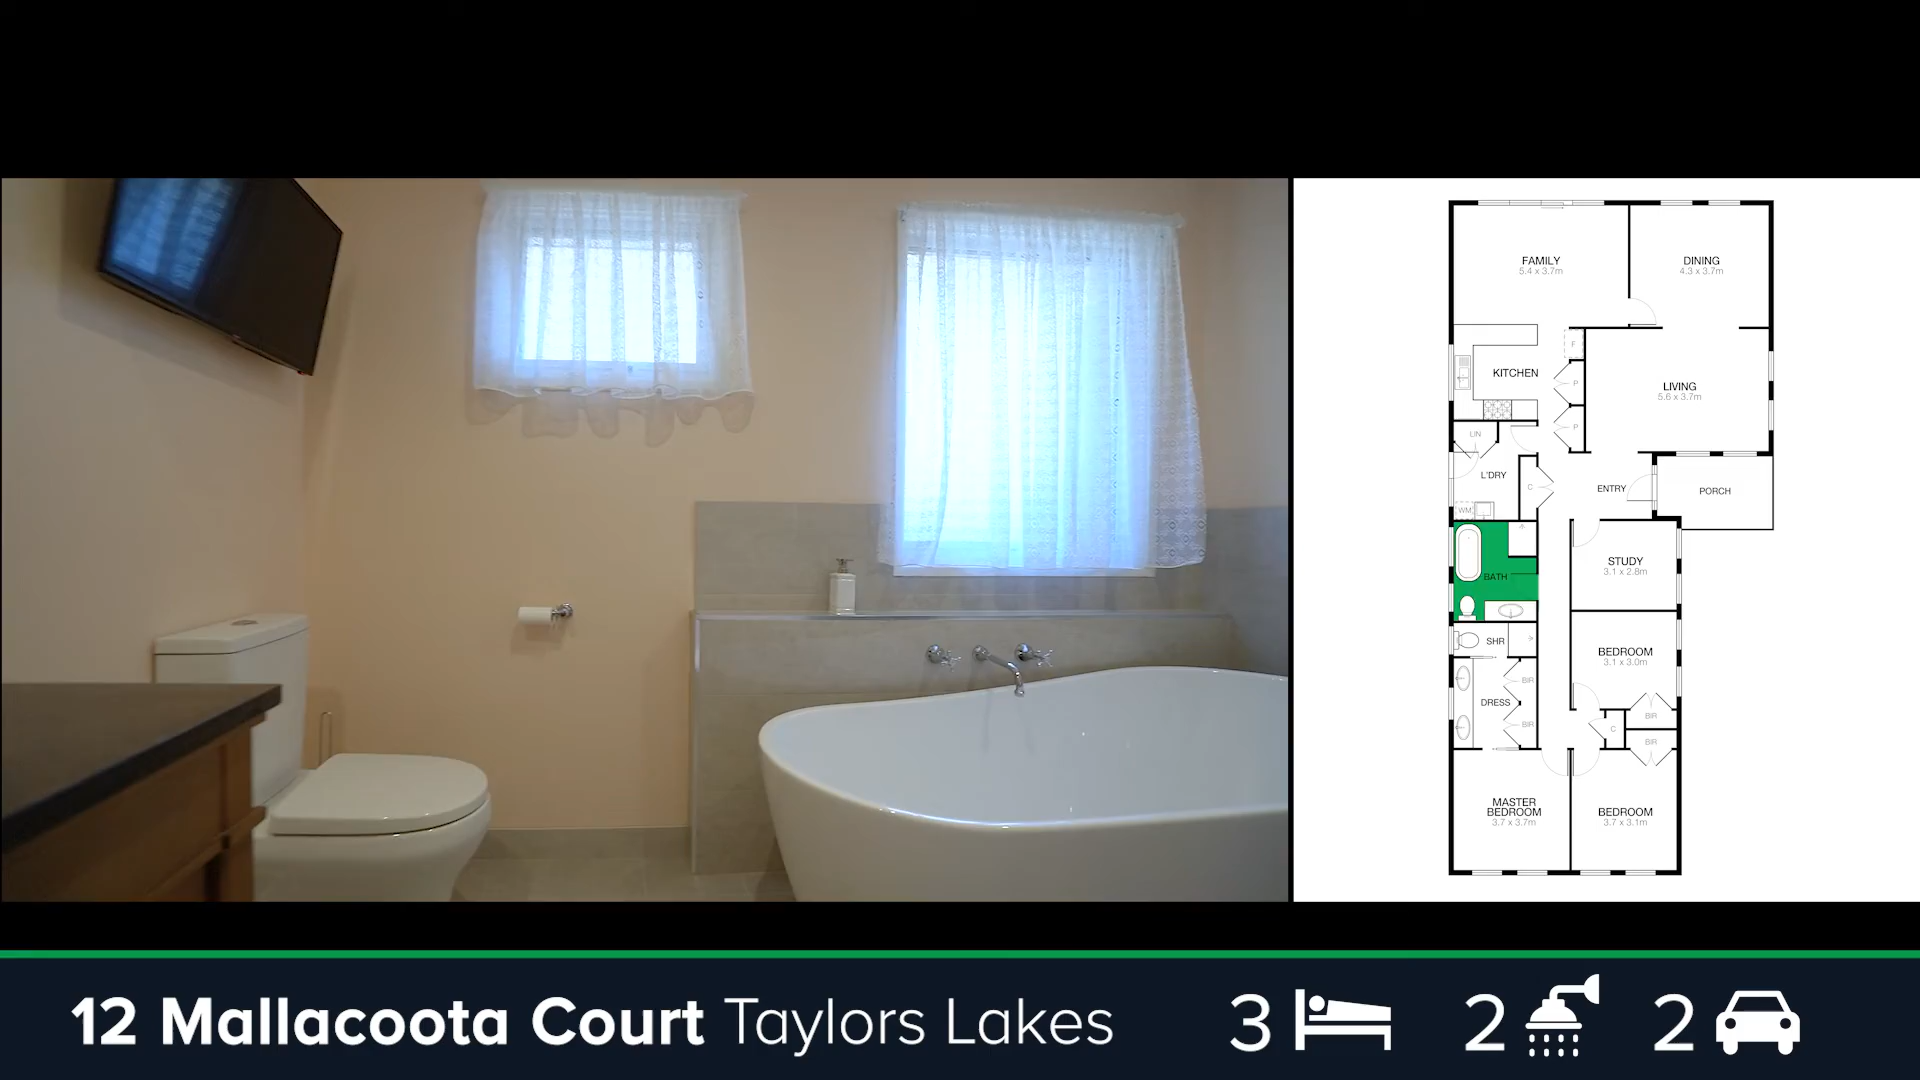 FAMILY
5.4 x 3.7m
DINING
4.3 x 3.7m
F
KITCHEN
P
LIVING
5.6 x 3.7m
P
LIN
L'DRY
C
ENTRY
PORCH
WM
STUDY
3.1 x 2.8m
BATH
SHR
BEDROOM
3.1 x 3.0m
BIR
DRESS
BIR
BIR
C
BIR
MASTER
BEDROOM
3.7 x 3.7m
BEDROOM
3.7 x 3.1m
12 Mallacoota Court Taylors Lakes 3 2 2